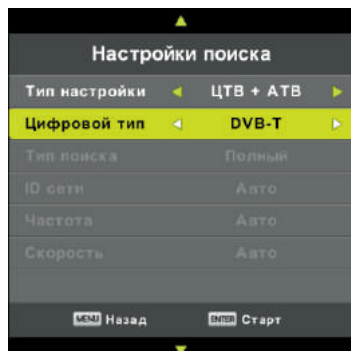 Настройки поиска
Тип настройки ЦТВ + АТВ
Цифровой тип DVB-T
Тип поиска Полный
ID сети Авто
Частота Авто
Скорость Авто
MENU Назад ENTER Старт